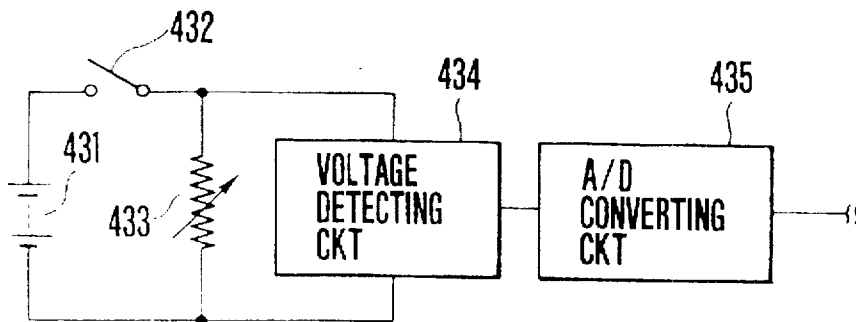 432
434
435
431
433
VOLTAGE
DETECTING
CKT
A/D
CONVERTING
CKT